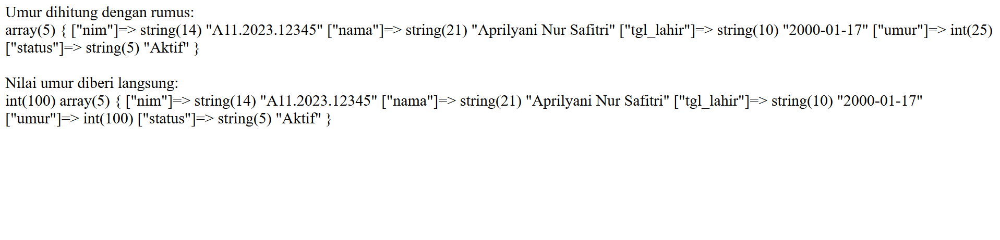 Umur dihitung dengan rumus:
array(5) { ["nim"]=> string(14) "A11.2023.12345" ["nama"]=> string(21) "Aprilyani Nur Safitri" ["tgl_lahir"]=> string(10) "2000-01-17" ["umur"]=> int(25)
["status"]=> string(5) "Aktif" }
Nilai umur diberi langsung:
int(100) array(5) { ["nim"]=> string(14) "A11.2023.12345" ["nama"]=> string(21) "Aprilyani Nur Safitri" ["tgl_lahir"]=> string(10) "2000-01-17"
["umur"]=> int(100) ["status"]=> string(5) "Aktif" }